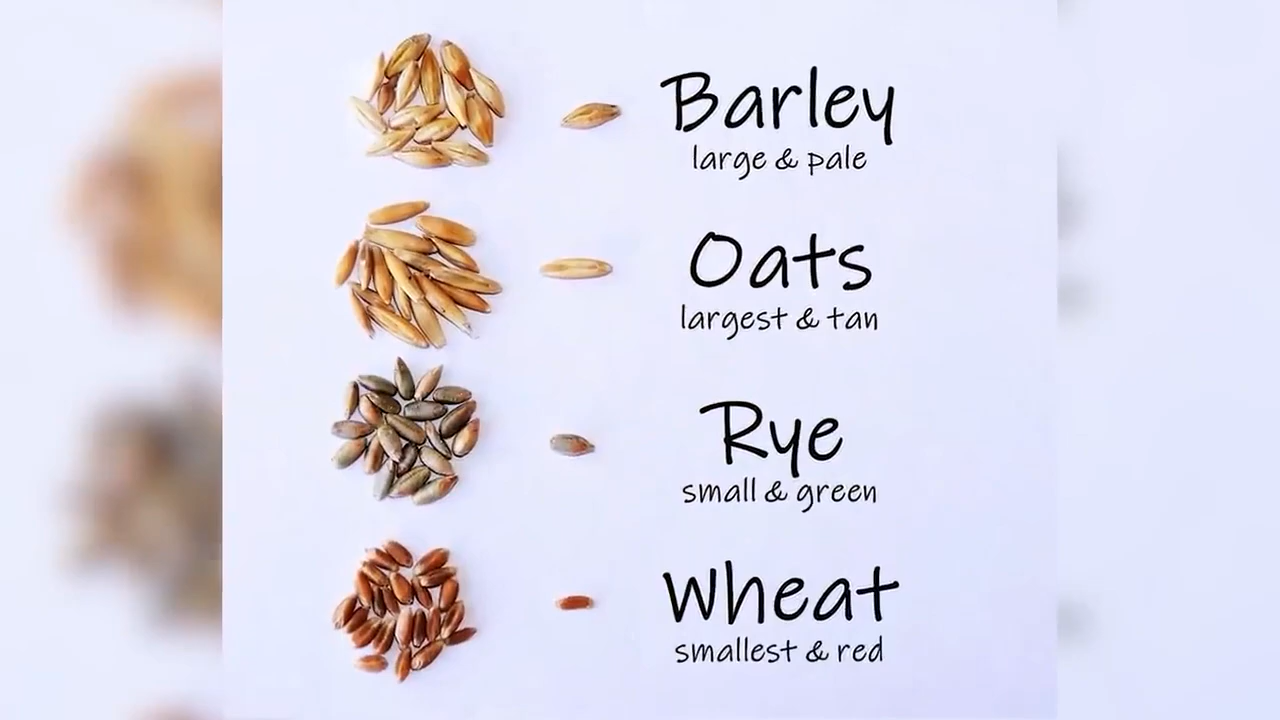 Barley
large & pale
Oats
largest & tan
Rye
small & green
Wheat
smallest & red